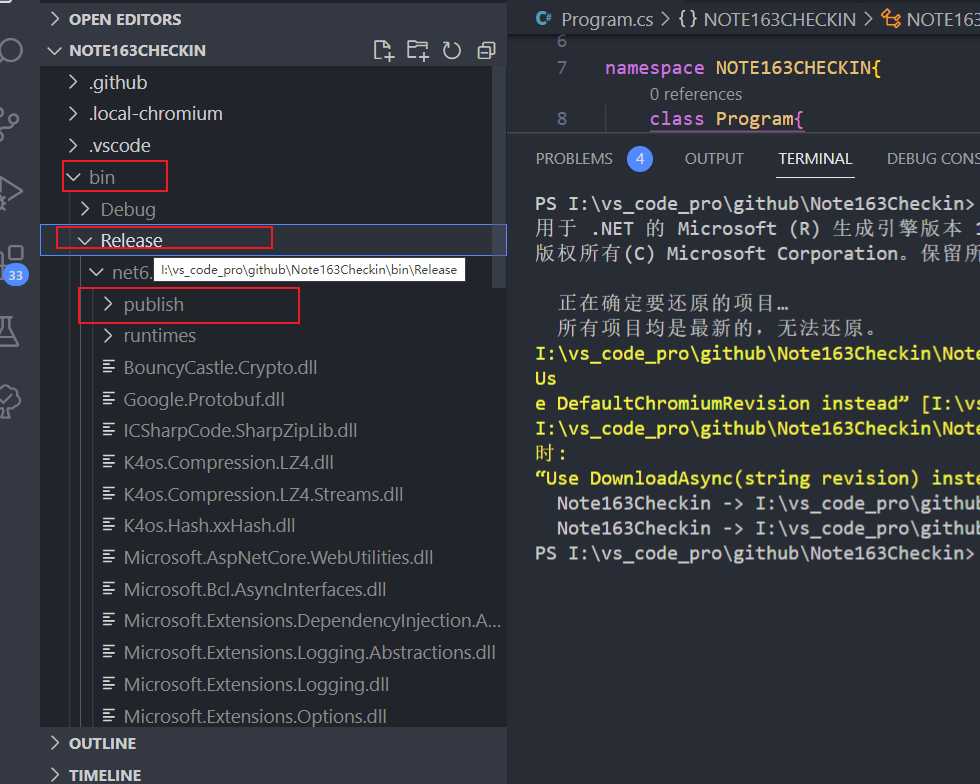 OPEN EDITORS
NOTE163CHECKIN
.github
.local-chromium
.vscode
bin
Debug
Release
net6.
I:\vs_code_pro\github\Note163Checkin\bin\Release
publish
runtimes
BouncyCastle.Crypto.dll
Google.Protobuf.dll
ICSharpCode.SharpZipLib.dll
K4os.Compression.LZ4.dll
K4os.Compression.LZ4.Streams.dll
K4os.Hash.xxHash.dll
Microsoft.AspNetCore.WebUtilities.dll
Microsoft.Bcl.AsyncInterfaces.dll
Microsoft.Extensions.DependencyInjection.A...
Microsoft.Extensions.Logging.Abstractions.dll
Microsoft.Extensions.Logging.dll
Microsoft.Extensions.Options.dll
OUTLINE
TIMELINE
33
C# Program.cs > {} NOTE163CHECKIN > NOTE163
6
7 namespace NOTE163CHECKIN{
0 references
8 class Program{
PROBLEMS 4 OUTPUT TERMINAL DEBUG CONS
PS I:\vs_code_pro\github\Note163Checkin>
用于 .NET 的 Microsoft (R) 生成引擎版本 1
版权所有(C) Microsoft Corporation。保留所
正在确定要还原的项目…
所有项目均是最新的，无法还原。
I:\vs_code_pro\github\Note163Checkin\Note
Us
e DefaultChromiumRevision instead” [I:\vs
I:\vs_code_pro\github\Note163Checkin\Note
时:
“Use DownloadAsync(string revision) inste
Note163Checkin -> I:\vs_code_pro\github
Note163Checkin -> I:\vs_code_pro\github
PS I:\vs_code_pro\github\Note163Checkin>